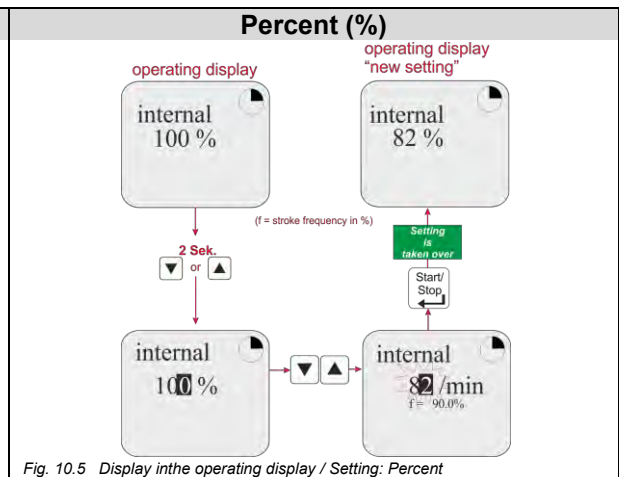 Percent (%)
operating display
operating display
"new setting"
internal
100 %
internal
82 %
(f = stroke frequency in %)
2 Sek.
▼ or ▲
Setting
is
taken over
Start/
Stop
internal
100 %
▼ ▲
internal
82 /min
f = 90.0%
Fig. 10.5 Display inthe operating display / Setting: Percent